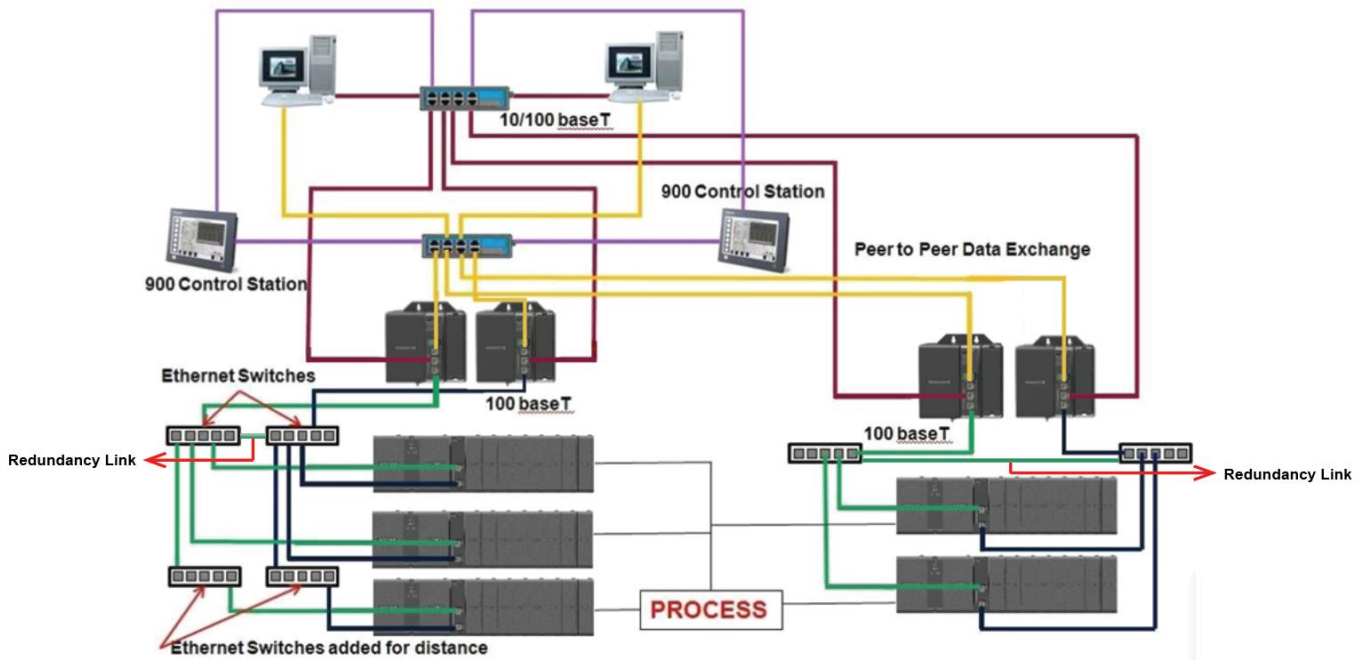 10/100 baseT
900 Control Station
900 Control Station
Peer to Peer Data Exchange
Ethernet Switches
100 baseT
100 baseT
Redundancy Link
Redundancy Link
PROCESS
Ethernet Switches added for distance